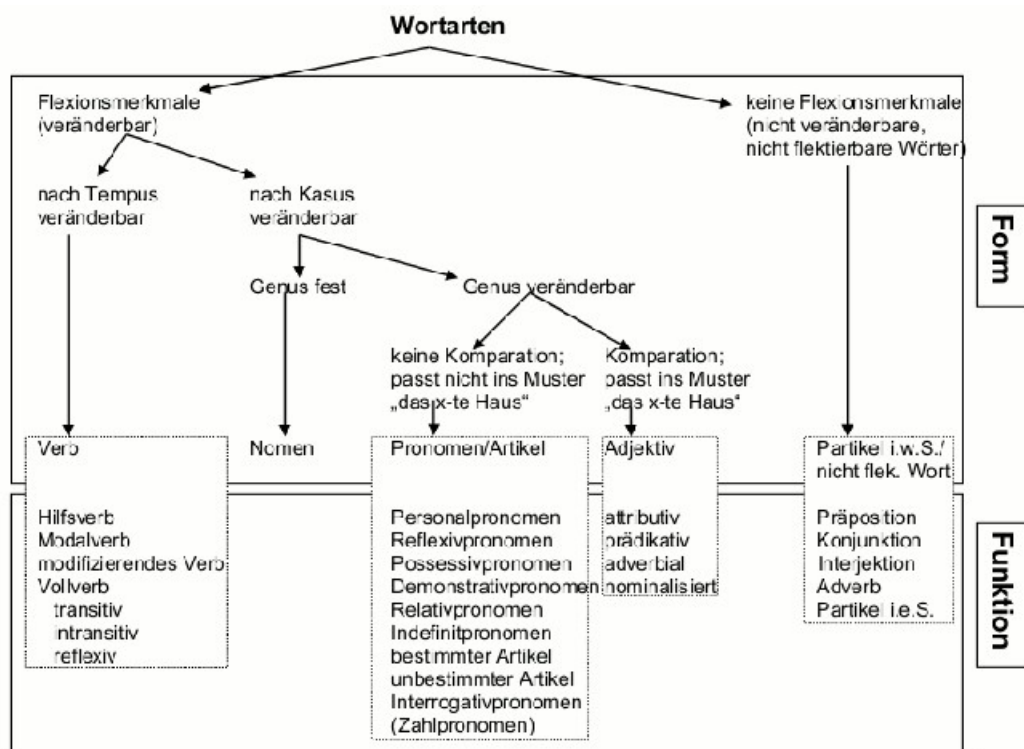 Wortarten
Flexionsmerkmale
(veränderbar)
keine Flexionsmerkmale
(nicht veränderbare,
nicht flektierbare Wörter)
nach Tempus
veränderbar
nach Kasus
veränderbar
Genus fest
Genus veränderbar
keine Komparation;
passt nicht ins Muster
„das x-te Haus“
Komparation;
passt ins Muster
„das x-te Haus“
Form
Verb
Nomen
Pronomen/Artikel
Adjektiv
Partikel i.w.S./
nicht flek. Wort
Hilfsverb
Modalverb
modifizierendes Verb
Vollverb
transitiv
intransitiv
reflexiv
Personalpronomen
Reflexivpronomen
Possessivpronomen
Demonstrativpronomen
Relativpronomen
Indefinitpronomen
bestimmter Artikel
unbestimmter Artikel
Interrogativpronomen
(Zahlpronomen)
attributiv
prädikativ
adverbial
nominalisiert
Präposition
Konjunktion
Interjektion
Adverb
Partikel i.e.S.
Funktion